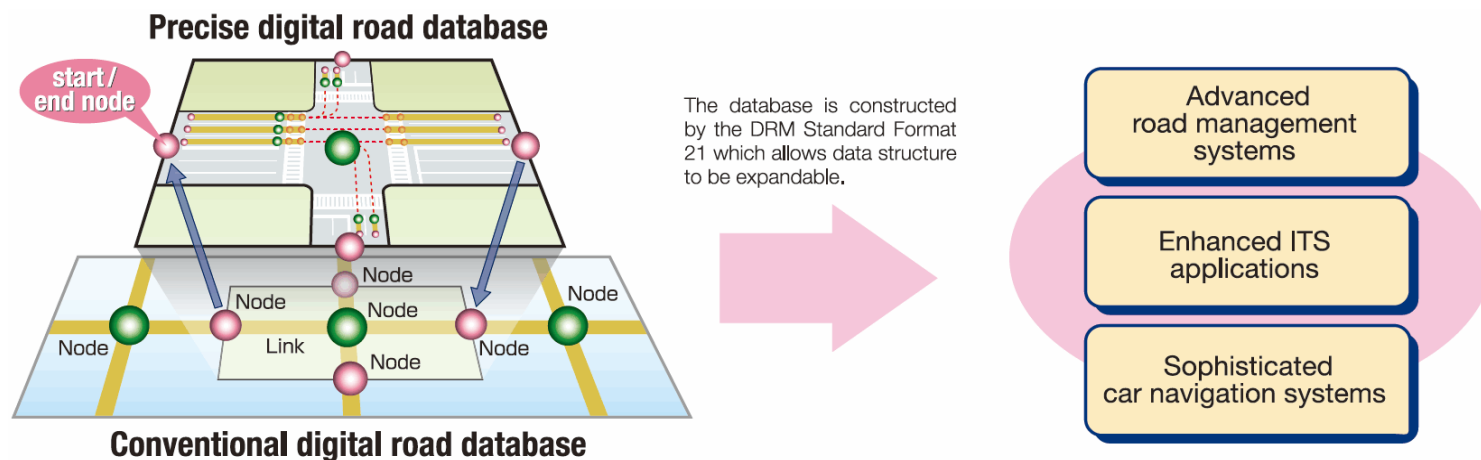 Precise digital road database
start /
end node
Node
Node
Node
Node
Node
Link
Node
Node
Conventional digital road database
The database is constructed
by the DRM Standard Format
21 which allows data structure
to be expandable.
Advanced
road management
systems
Enhanced ITS
applications
Sophisticated
car navigation systems